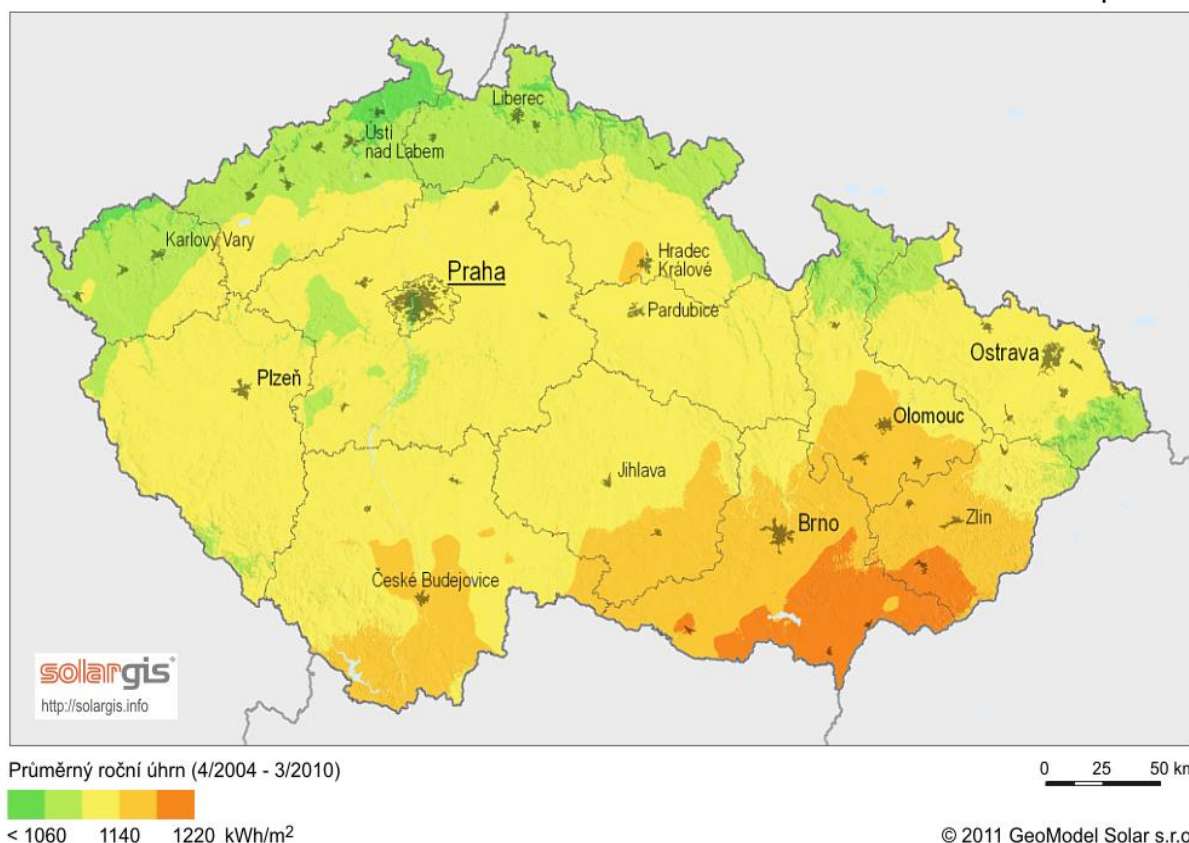 Liberec
Ústí
nad Labem
Karlovy Vary
Praha
Hradec
Králové
Pardubice
Plzeň
Ostrava
Olomouc
Jihlava
Brno
Zlín
České Budejovice
solargis
http://solargis.info
Průměrný roční úhrn (4/2004 - 3/2010)
0 25 50 km
< 1060 1140 1220 kWh/m²
© 2011 GeoModel Solar s.r.o